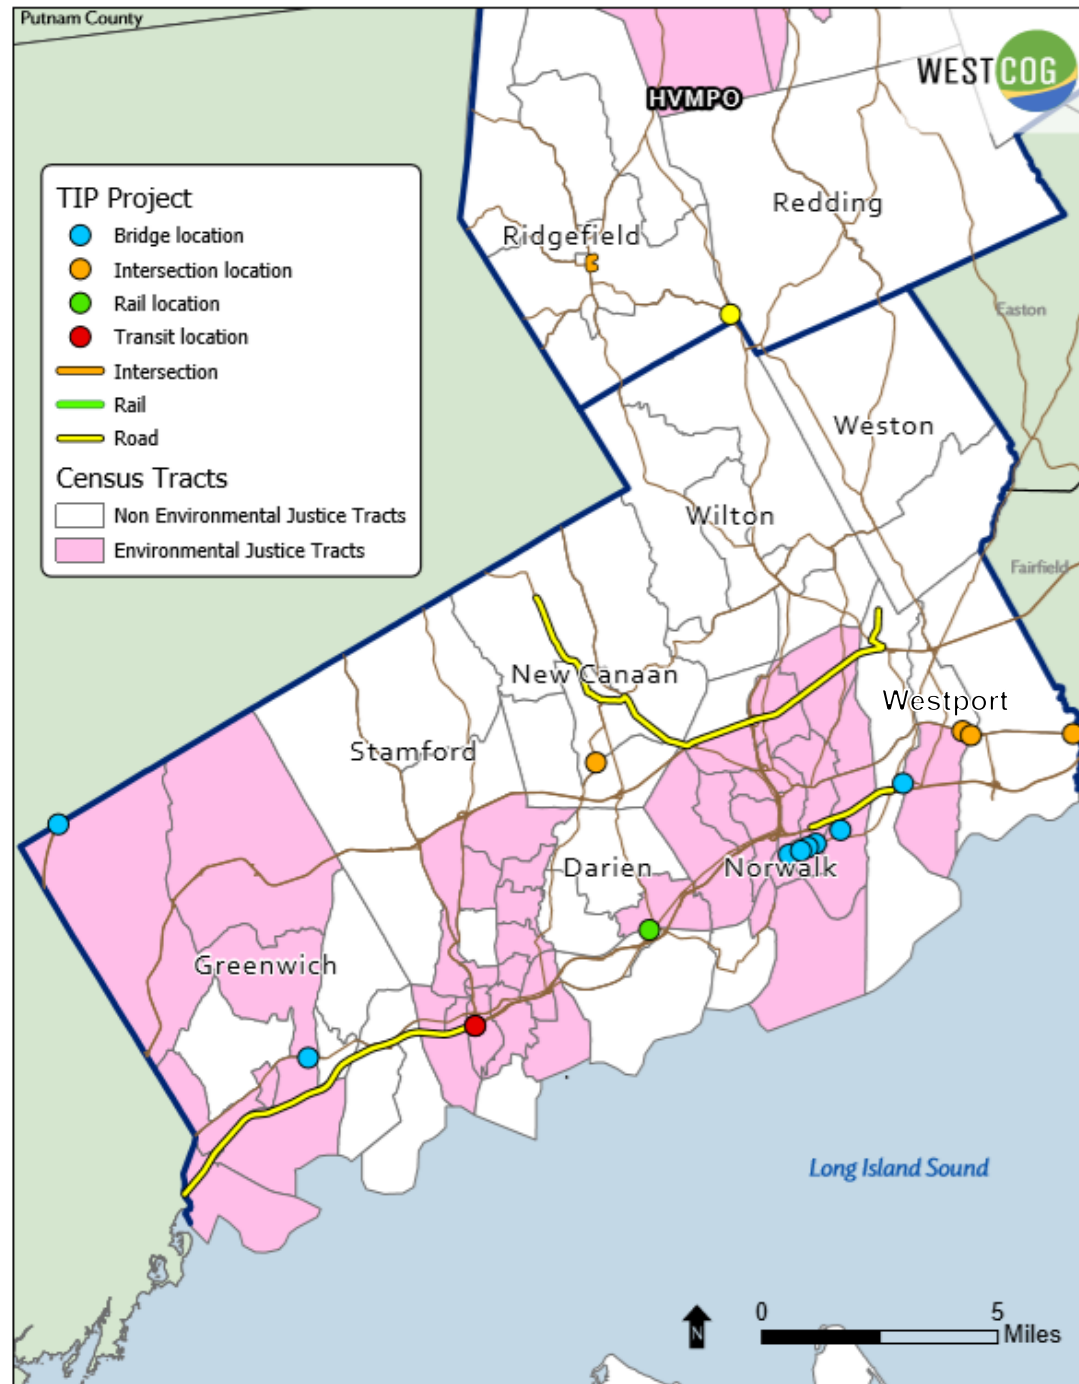 Putnam County
WESTCOG
HVMPO
TIP Project
Bridge location
Intersection location
Rail location
Transit location
Intersection
Rail
Road
Census Tracts
Non Environmental Justice Tracts
Environmental Justice Tracts
Redding
Ridgefield
Easton
Weston
Wilton
Fairfield
New Canaan
Westport
Stamford
Darien
Norwalk
Greenwich
Long Island Sound
0 5
N
Miles